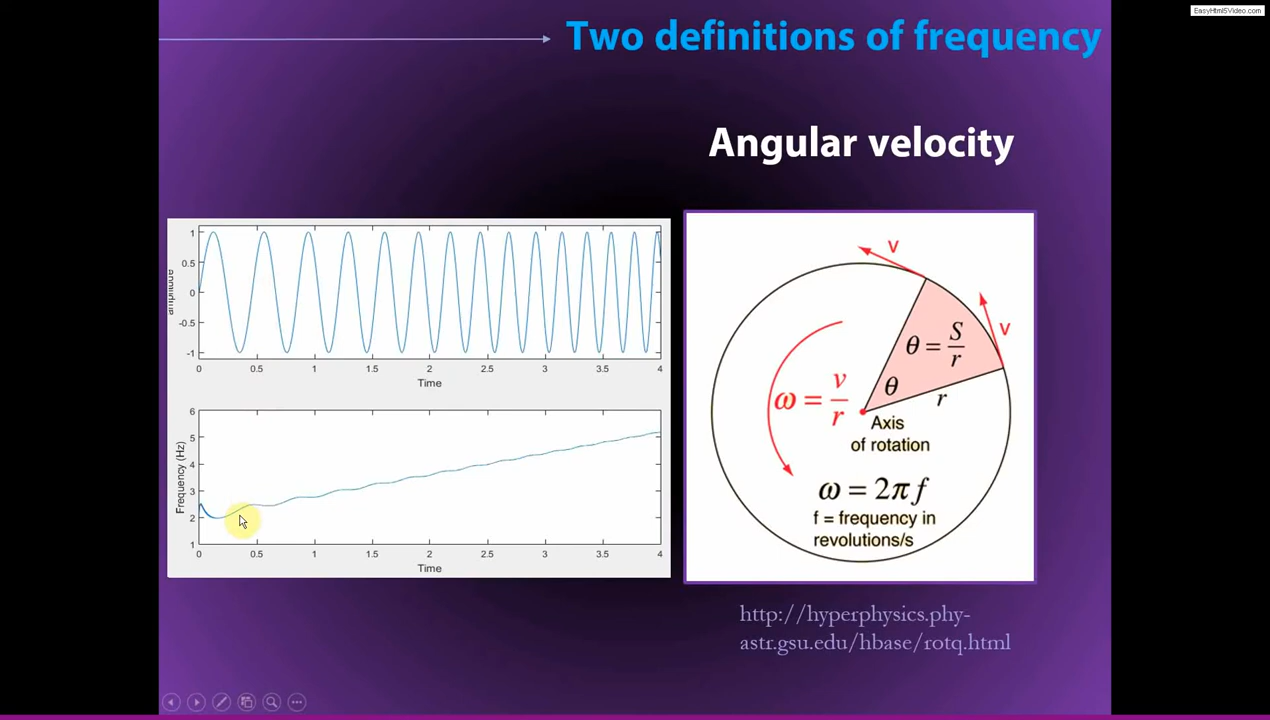 EasyHtml5Video.com
Two definitions of frequency
Angular velocity
1
0.5
0
-0.5
-1
amplitude
0 0.5 1 1.5 2 2.5 3 3.5 4
Time
6
5
4
3
2
1
Frequency (Hz)
0 0.5 1 1.5 2 2.5 3 3.5 4
Time
v
v
θ = S/r
θ
r
ω = v/r
Axis
of rotation
ω = 2πf
f = frequency in
revolutions/s
http://hyperphysics.phy-
astr.gsu.edu/hbase/rotq.html